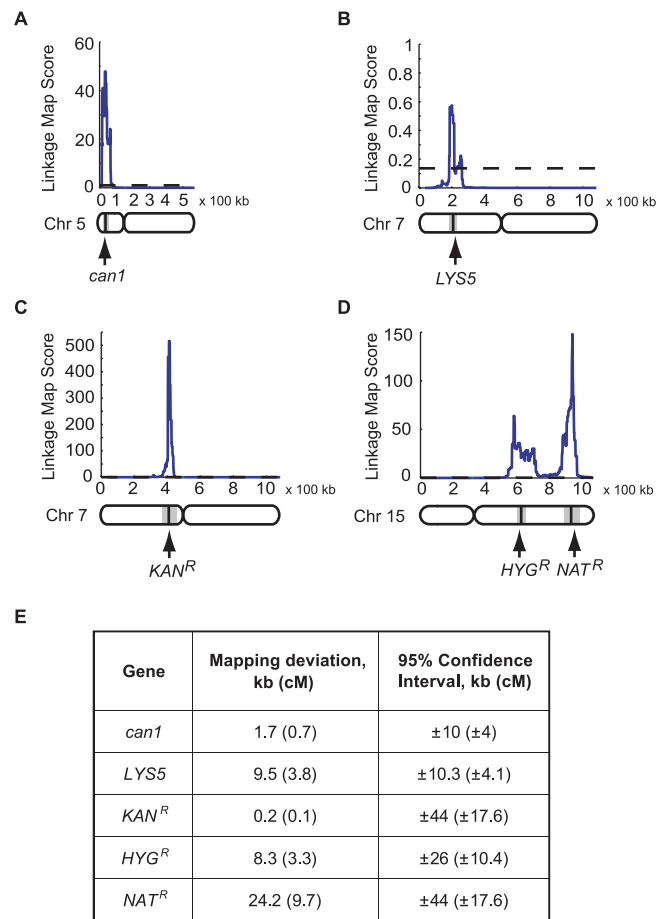 A
Linkage Map Score
60
40
20
0
0 1 2 3 4 5 x 100 kb
Chr 5
can1
B
Linkage Map Score
1
0.8
0.6
0.4
0.2
0
0 2 4 6 8 10 x 100 kb
Chr 7
LYS5
C
Linkage Map Score
500
400
300
200
100
0
0 2 4 6 8 10 x 100 kb
Chr 7
KAN^R
D
Linkage Map Score
150
100
50
0
0 2 4 6 8 10 x 100 kb
Chr 15
HYG^R NAT^R
E
Gene Mapping deviation, kb (cM) 95% Confidence Interval, kb (cM)
can1 1.7 (0.7) ±10 (±4)
LYS5 9.5 (3.8) ±10.3 (±4.1)
KAN^R 0.2 (0.1) ±44 (±17.6)
HYG^R 8.3 (3.3) ±26 (±10.4)
NAT^R 24.2 (9.7) ±44 (±17.6)